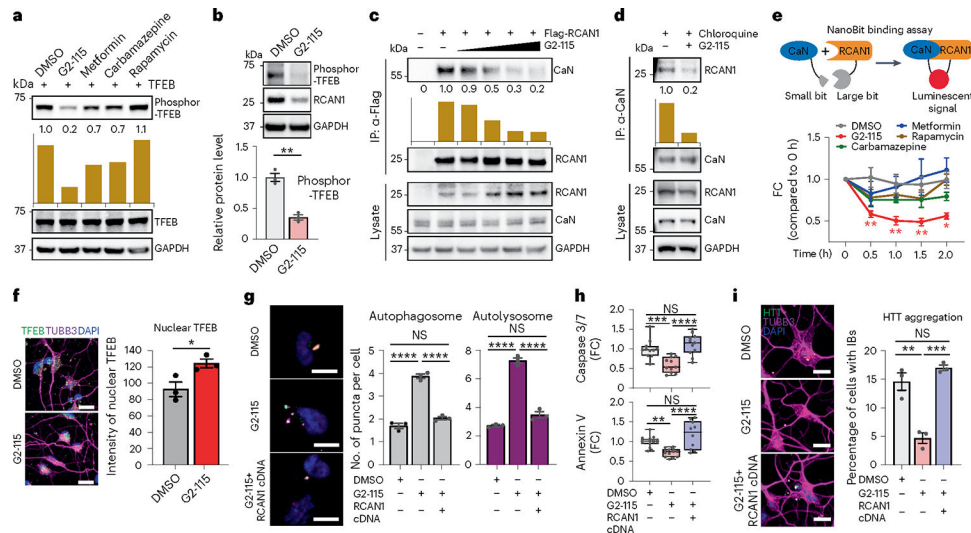 a
DMSO
G2-115
Metformin
Carbamazepine
Rapamycin
kDa
+ + + + + TFEB
75
Phosphor
-TFEB
1.0 0.2 0.7 0.7 1.1
75
TFEB
37
GAPDH
b
DMSO
G2-115
kDa
75
Phosphor
-TFEB
25
RCAN1
37
GAPDH
Relative protein level
1.5
1.0
0.5
0
**
Phosphor
-TFEB
DMSO
G2-115
c
– + + + + + Flag-RCAN1
G2-115
kDa
55
CaN
0 1.0 0.9 0.5 0.3 0.2
IP: α-Flag
25
RCAN1
25
RCAN1
55
CaN
37
GAPDH
Lysate
d
+ + Chloroquine
– + G2-115
kDa
25
RCAN1
1.0 0.2
IP: α-CaN
55
CaN
25
RCAN1
55
CaN
37
GAPDH
Lysate
e
NanoBit binding assay
CaN + RCAN1
CaN RCAN1
Small bit Large bit
Luminescent
signal
DMSO
G2-115
Metformin
Rapamycin
Carbamazepine
FC
(compared to 0 h)
1.0
0.5
** ** ** *
Time (h) 0 0.5 1.0 1.5 2.0
f
TFEBTUBB3DAPI
DMSO
G2-115
Nuclear TFEB
Intensity of nuclear TFEB
150
100
50
0
*
DMSO
G2-115
g
DMSO
G2-115
G2-115+
RCAN1 cDNA
Autophagosome
NS
**** ****
No. of puncta per cell
5
4
3
2
1
0
Autolysosome
NS
**** ****
8
6
4
2
0
DMSO + – – + – –
G2-115 – + + – + +
RCAN1 – – + – – +
cDNA
h
NS
*** ****
Caspase 3/7
(FC)
2.0
1.5
1.0
0.5
0
NS
** ****
Annexin V
(FC)
2.0
1.5
1.0
0.5
0
DMSO + – –
G2-115 – + +
RCAN1 – – +
cDNA
i
HTT
TUBB3
DAPI
DMSO
G2-115
G2-115+
RCAN1 cDNA
HTT aggregation
NS
** ***
Percentage of cells with IBs
20
15
10
5
0
DMSO + – –
G2-115 – + +
RCAN1 – – +
cDNA